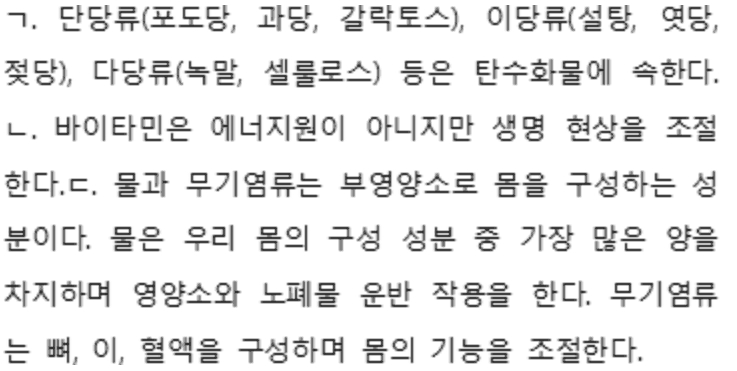 ㄱ. 단당류(포도당, 과당, 갈락토스), 이당류(설탕, 엿당,
젖당), 다당류(녹말, 셀룰로스) 등은 탄수화물에 속한다.
ㄴ. 바이타민은 에너지원이 아니지만 생명 현상을 조절
한다.ㄷ. 물과 무기염류는 부영양소로 몸을 구성하는 성
분이다. 물은 우리 몸의 구성 성분 중 가장 많은 양을
차지하며 영양소와 노폐물 운반 작용을 한다. 무기염류
는 뼈, 이, 혈액을 구성하며 몸의 기능을 조절한다.